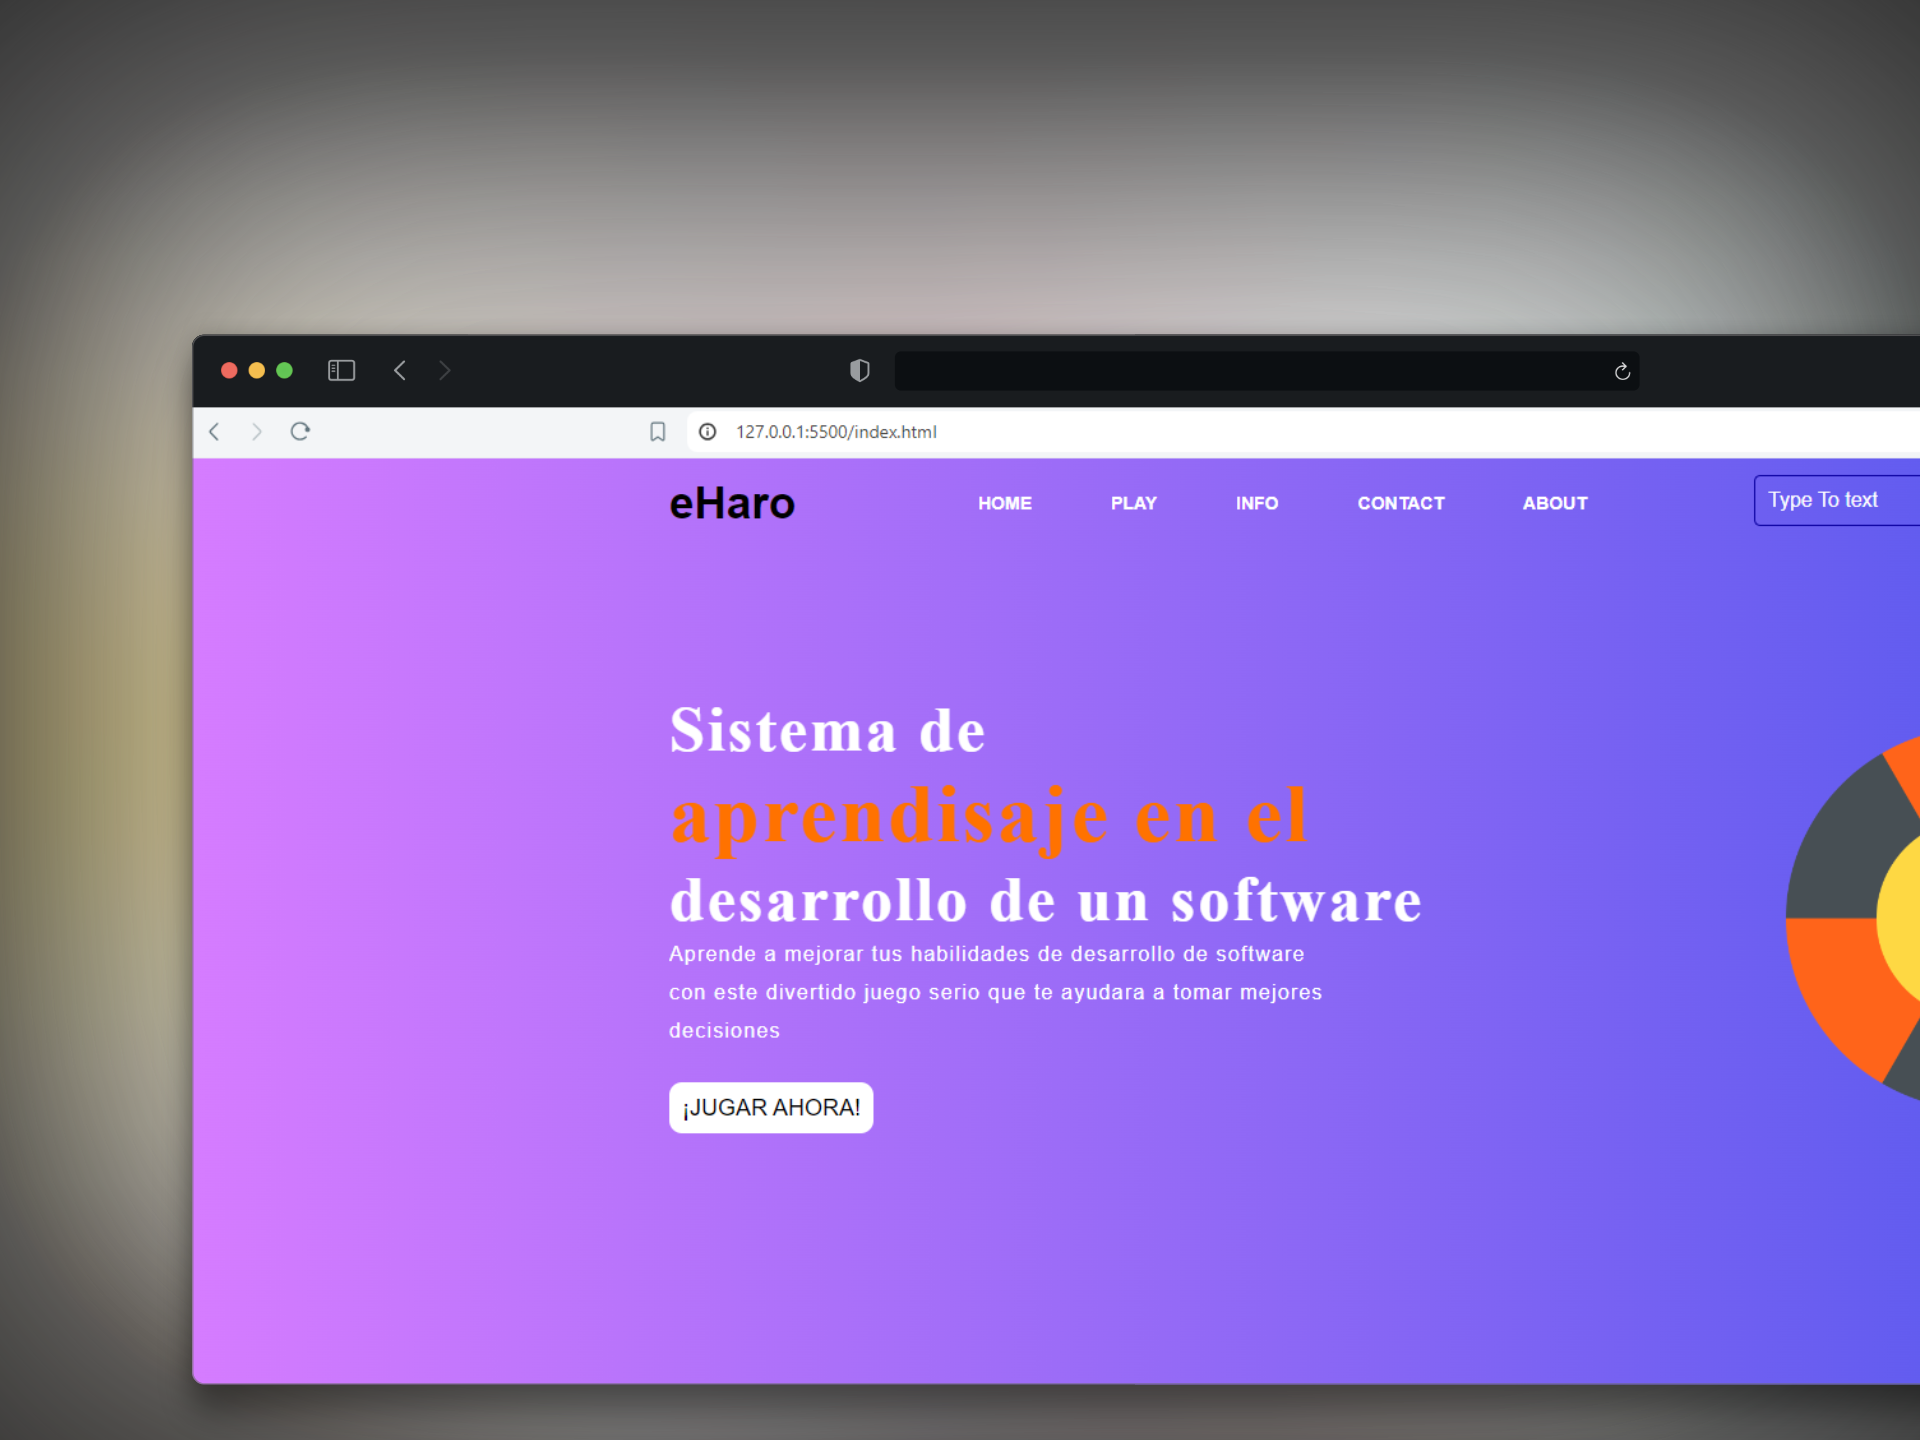 127.0.0.1:5500/index.html
eHaro HOME PLAY INFO CONTACT ABOUT Type To text
Sistema de
aprendisaje en el
desarrollo de un software
Aprende a mejorar tus habilidades de desarrollo de software
con este divertido juego serio que te ayudara a tomar mejores
decisiones
¡JUGAR AHORA!